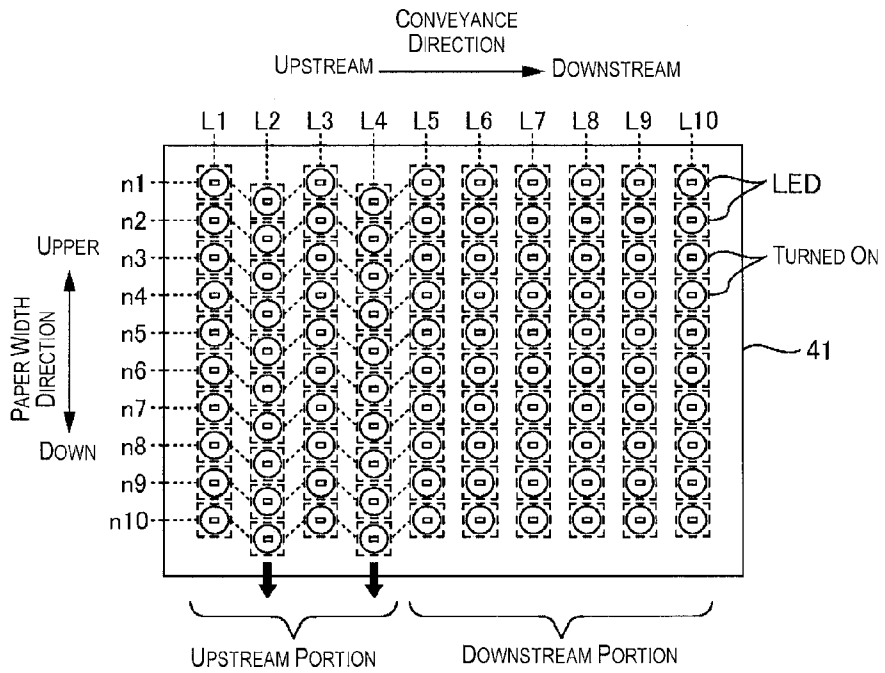 CONVEYANCE
DIRECTION
UPSTREAM DOWNSTREAM
L1 L2 L3 L4 L5 L6 L7 L8 L9 L10
n1
n2
n3
n4
n5
n6
n7
n8
n9
n10
UPPER
PAPER WIDTH
DIRECTION
DOWN
LED
TURNED ON
41
UPSTREAM PORTION
DOWNSTREAM PORTION